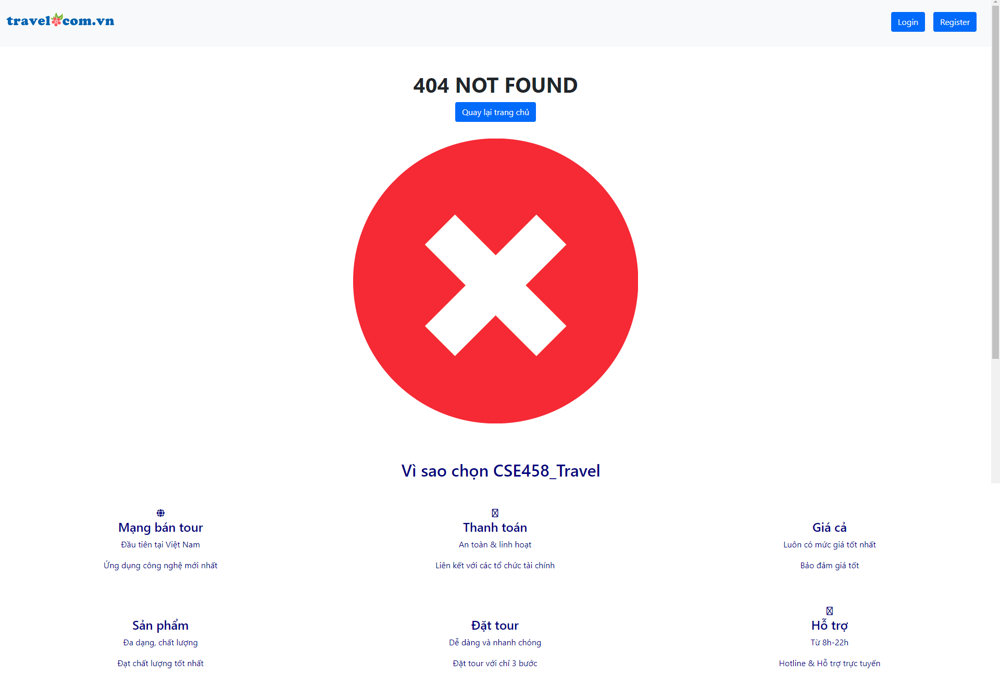 travel com.vn
Login
Register
404 NOT FOUND
Quay lại trang chủ
Vì sao chọn CSE458_Travel
Mạng bán tour
Đầu tiên tại Việt Nam
Ứng dụng công nghệ mới nhất
Thanh toán
An toàn & linh hoạt
Liên kết với các tổ chức tài chính
Giá cả
Luôn có mức giá tốt nhất
Bảo đảm giá tốt
Sản phẩm
Đa dạng, chất lượng
Đạt chất lượng tốt nhất
Đặt tour
Dễ dàng và nhanh chóng
Đặt tour với chỉ 3 bước
Hỗ trợ
Từ 8h-22h
Hotline & Hỗ trợ trực tuyến